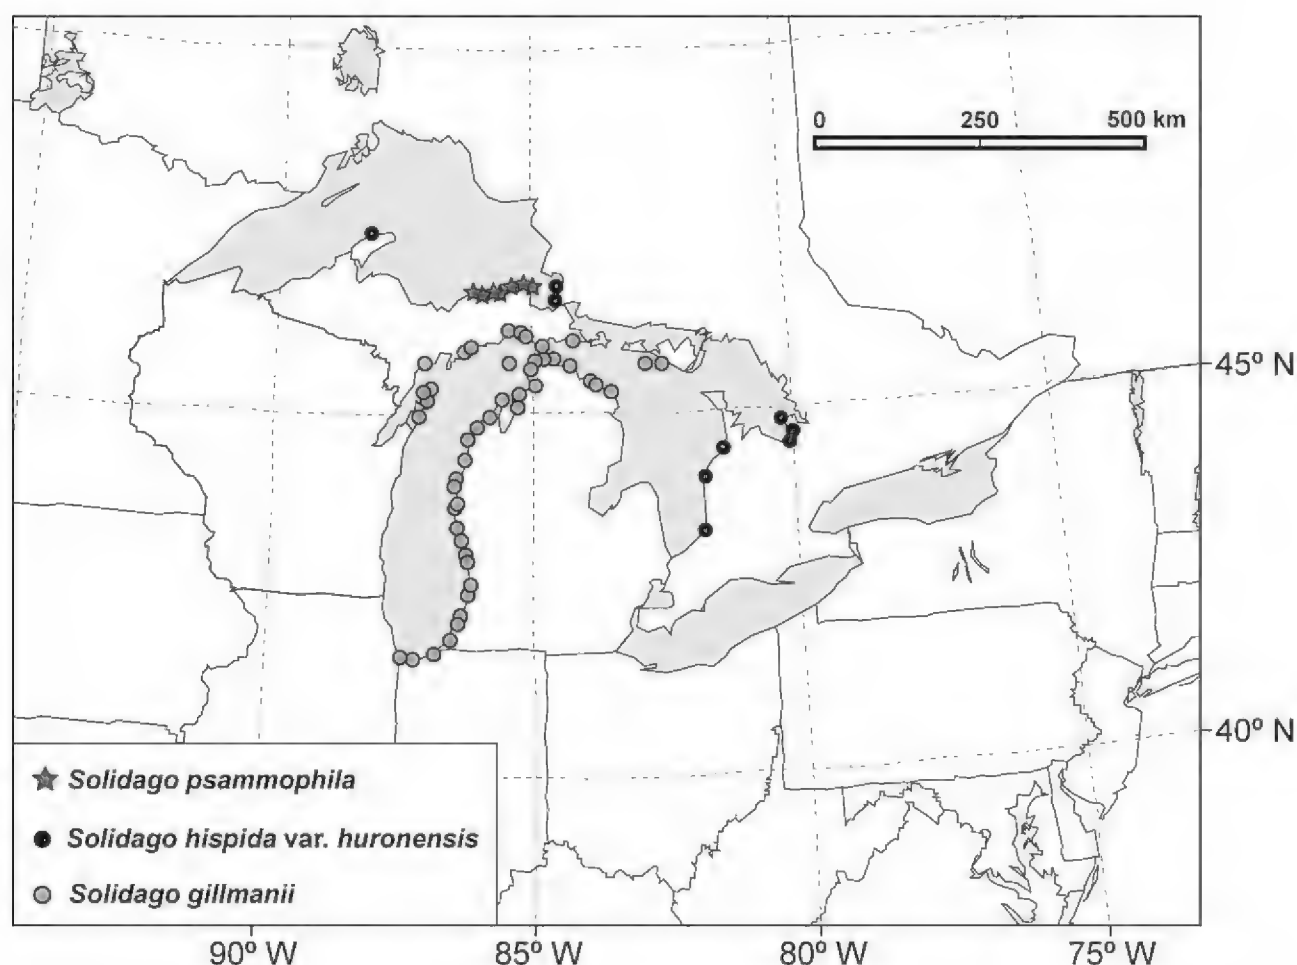 0 250 500 km
45º N
40º N
Solidago psammophila
Solidago hispida var. huronensis
Solidago gillmanii
90º W 85º W 80º W 75º W